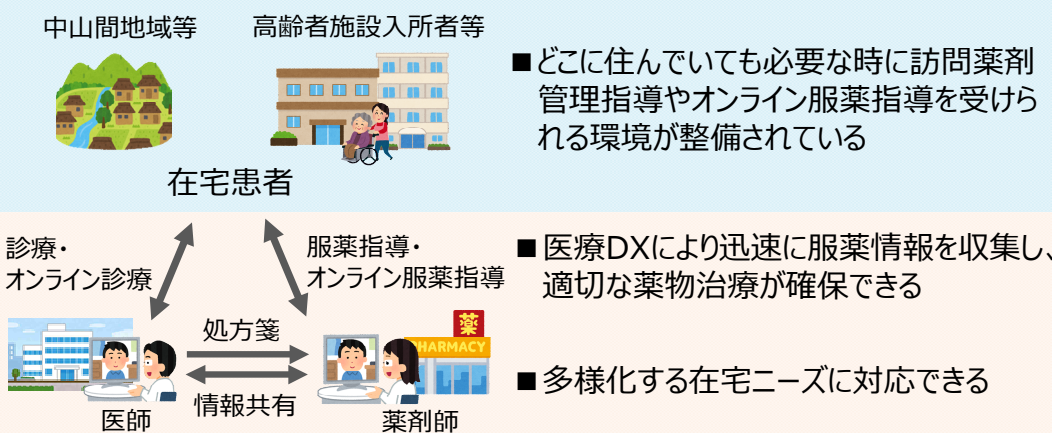 中山間地域等
高齢者施設入所者等
在宅患者
■どこに住んでいても必要な時に訪問薬剤
管理指導やオンライン服薬指導を受けら
れる環境が整備されている
診療・
オンライン診療
服薬指導・
オンライン服薬指導
処方箋
情報共有
医師
薬
PHARMACY
薬剤師
■医療DXにより迅速に服薬情報を収集し、
適切な薬物治療が確保できる
■多様化する在宅ニーズに対応できる